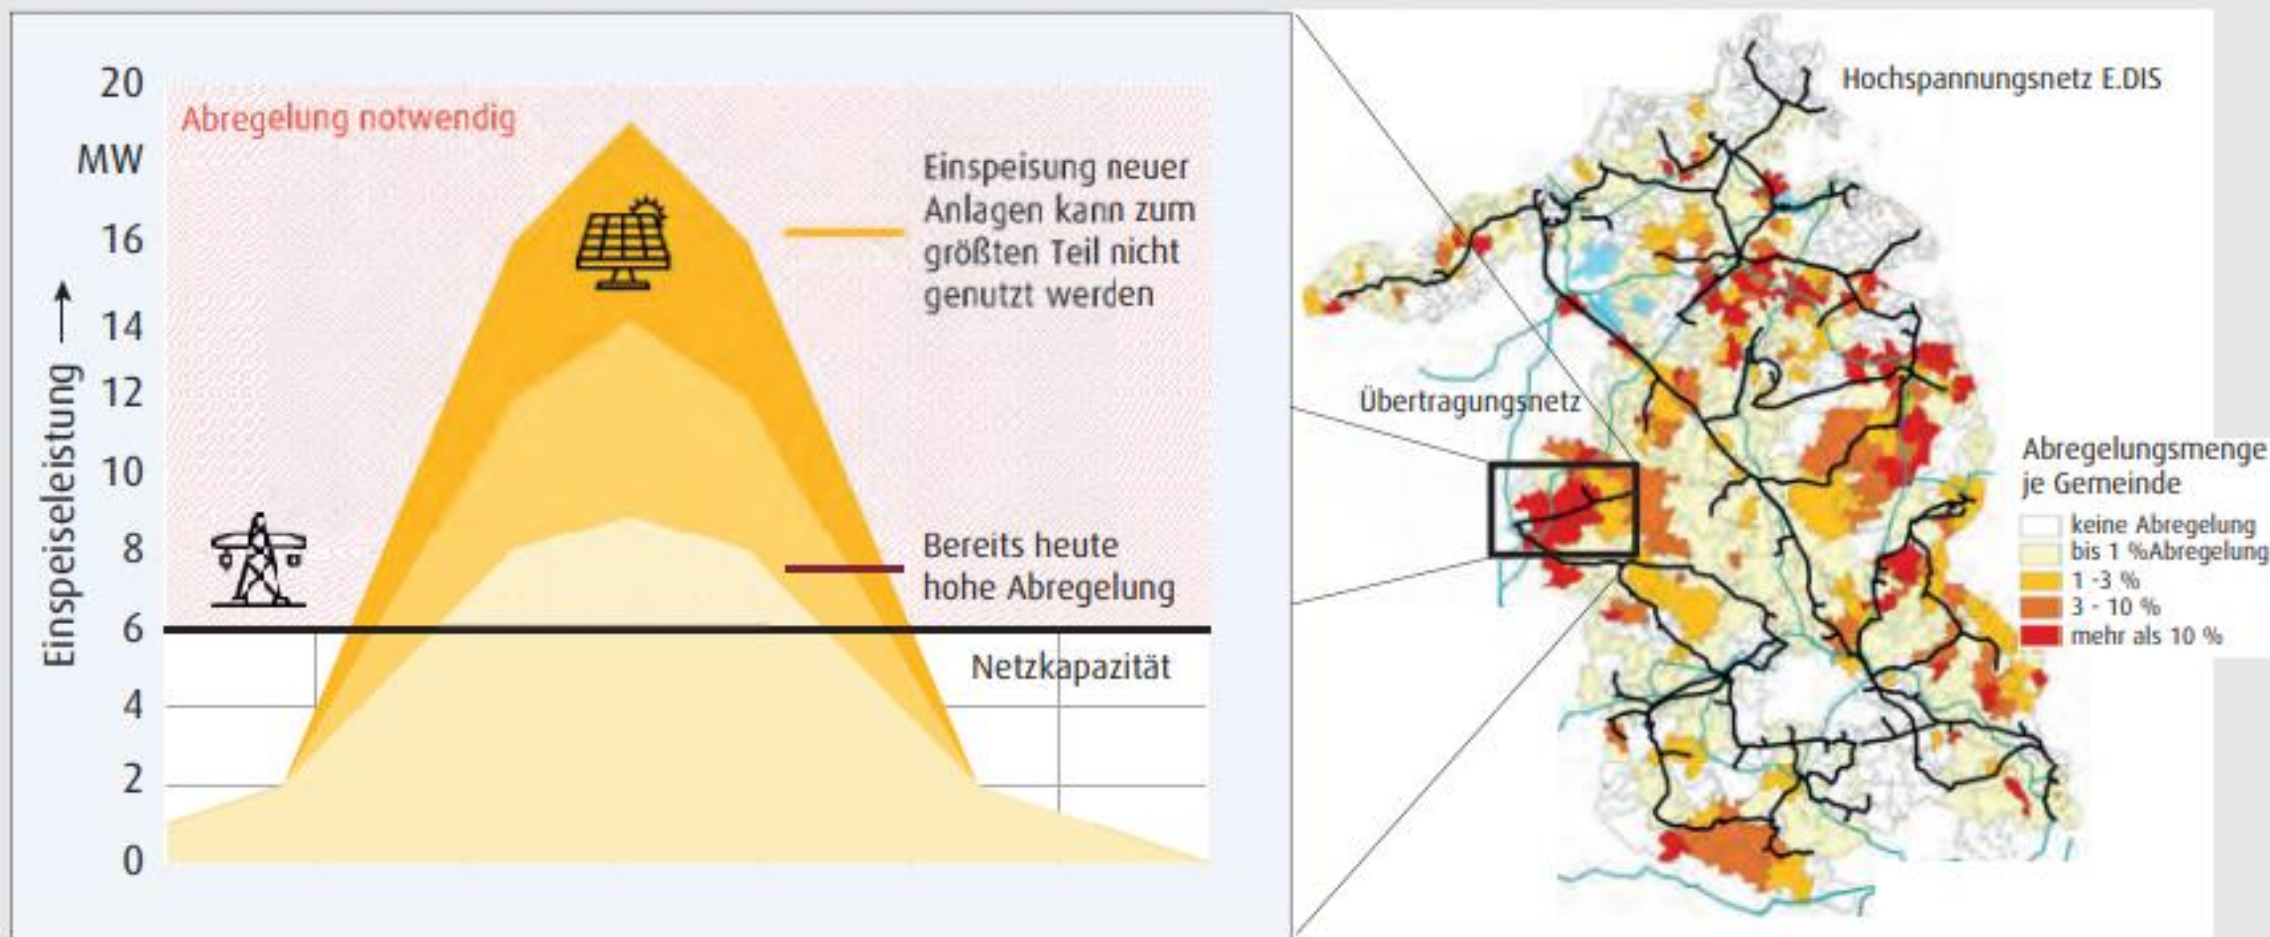 20
Abregelung notwendig
MW
Einspeisung neuer
Anlagen kann zum
größten Teil nicht
genutzt werden
16
14
12
10
8
6
4
2
0
Einspeiseleistung
Bereits heute
hohe Abregelung
Netzkapazität
Hochspannungsnetz E.DIS
Übertragungsnetz
Abregelungsmenge
je Gemeinde
keine Abregelung
bis 1 %Abregelung
1 -3 %
3 - 10 %
mehr als 10 %